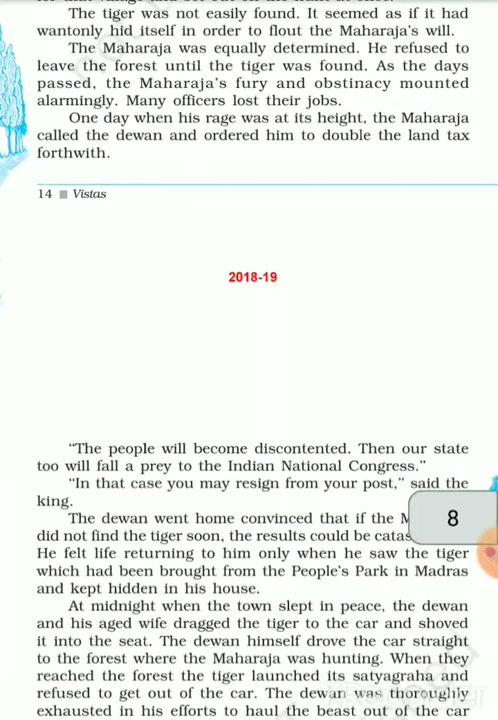 The tiger was not easily found. It seemed as if it had
wantonly hid itself in order to flout the Maharaja's will.
The Maharaja was equally determined. He refused to
leave the forest until the tiger was found. As the days
passed, the Maharaja's fury and obstinacy mounted
alarmingly. Many officers lost their jobs.
One day when his rage was at its height, the Maharaja
called the dewan and ordered him to double the land tax
forthwith.
14 ■ Vistas
2018-19
“The people will become discontented. Then our state
too will fall a prey to the Indian National Congress.”
“In that case you may resign from your post,” said the
king.
The dewan went home convinced that if the M
8
did not find the tiger soon, the results could be catas
He felt life returning to him only when he saw the tiger
which had been brought from the People's Park in Madras
and kept hidden in his house.
At midnight when the town slept in peace, the dewan
and his aged wife dragged the tiger to the car and shoved
it into the seat. The dewan himself drove the car straight
to the forest where the Maharaja was hunting. When they
reached the forest the tiger launched its satyagraha and
refused to get out of the car. The dewan was thoroughly
exhausted in his efforts to haul the beast out of the car